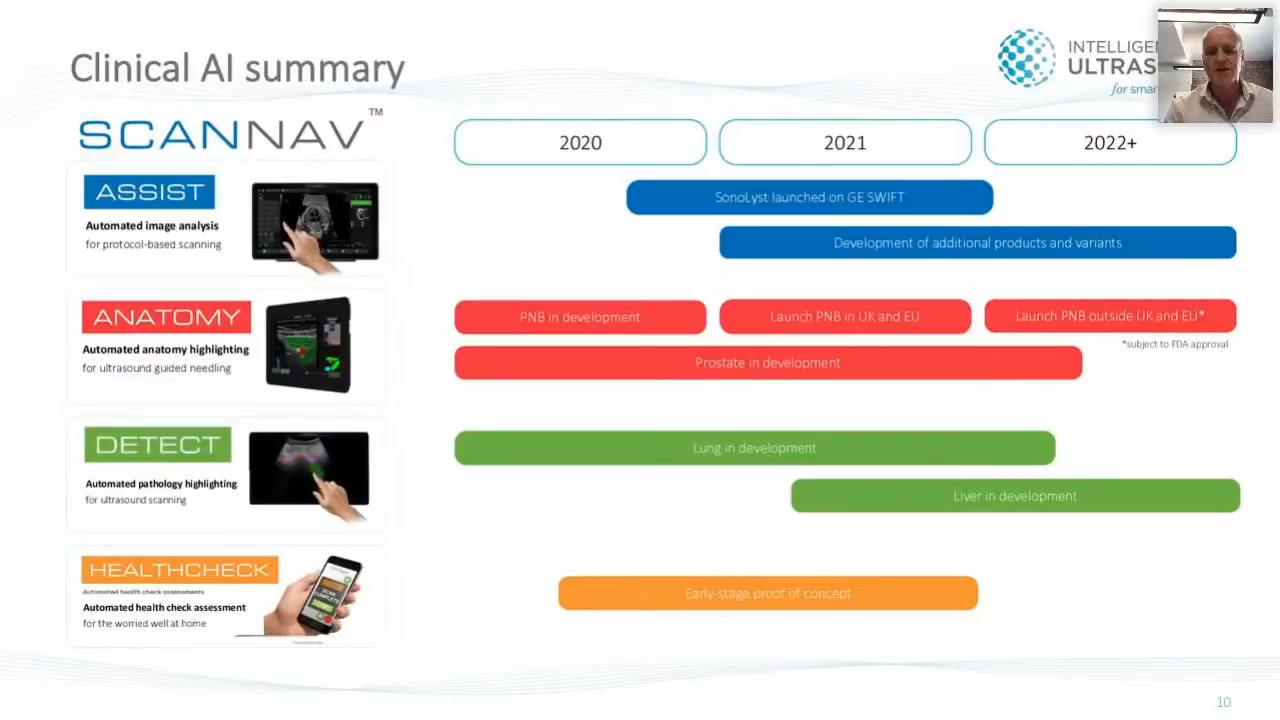 Clinical AI summary
INTELLIGE
ULTRAS
for smar
SCANNAV™
2020
2021
2022+
ASSIST
Automated image analysis
for protocol-based scanning
SonoLyst launched on GE SWIFT
Development of additional products and variants
ANATOMY
Automated anatomy highlighting
for ultrasound guided needling
PNB in development
Launch PNB in UK and EU
Launch PNB outside UK and EU*
*subject to FDA approval
Prostate in development
DETECT
Automated pathology highlighting
for ultrasound scanning
Lung in development
Liver in development
HEALTHCHECK
Automated health check assessments
Automated health check assessment
for the worried well at home
SCAN
COMPLETE
Early-stage proof of concept
10